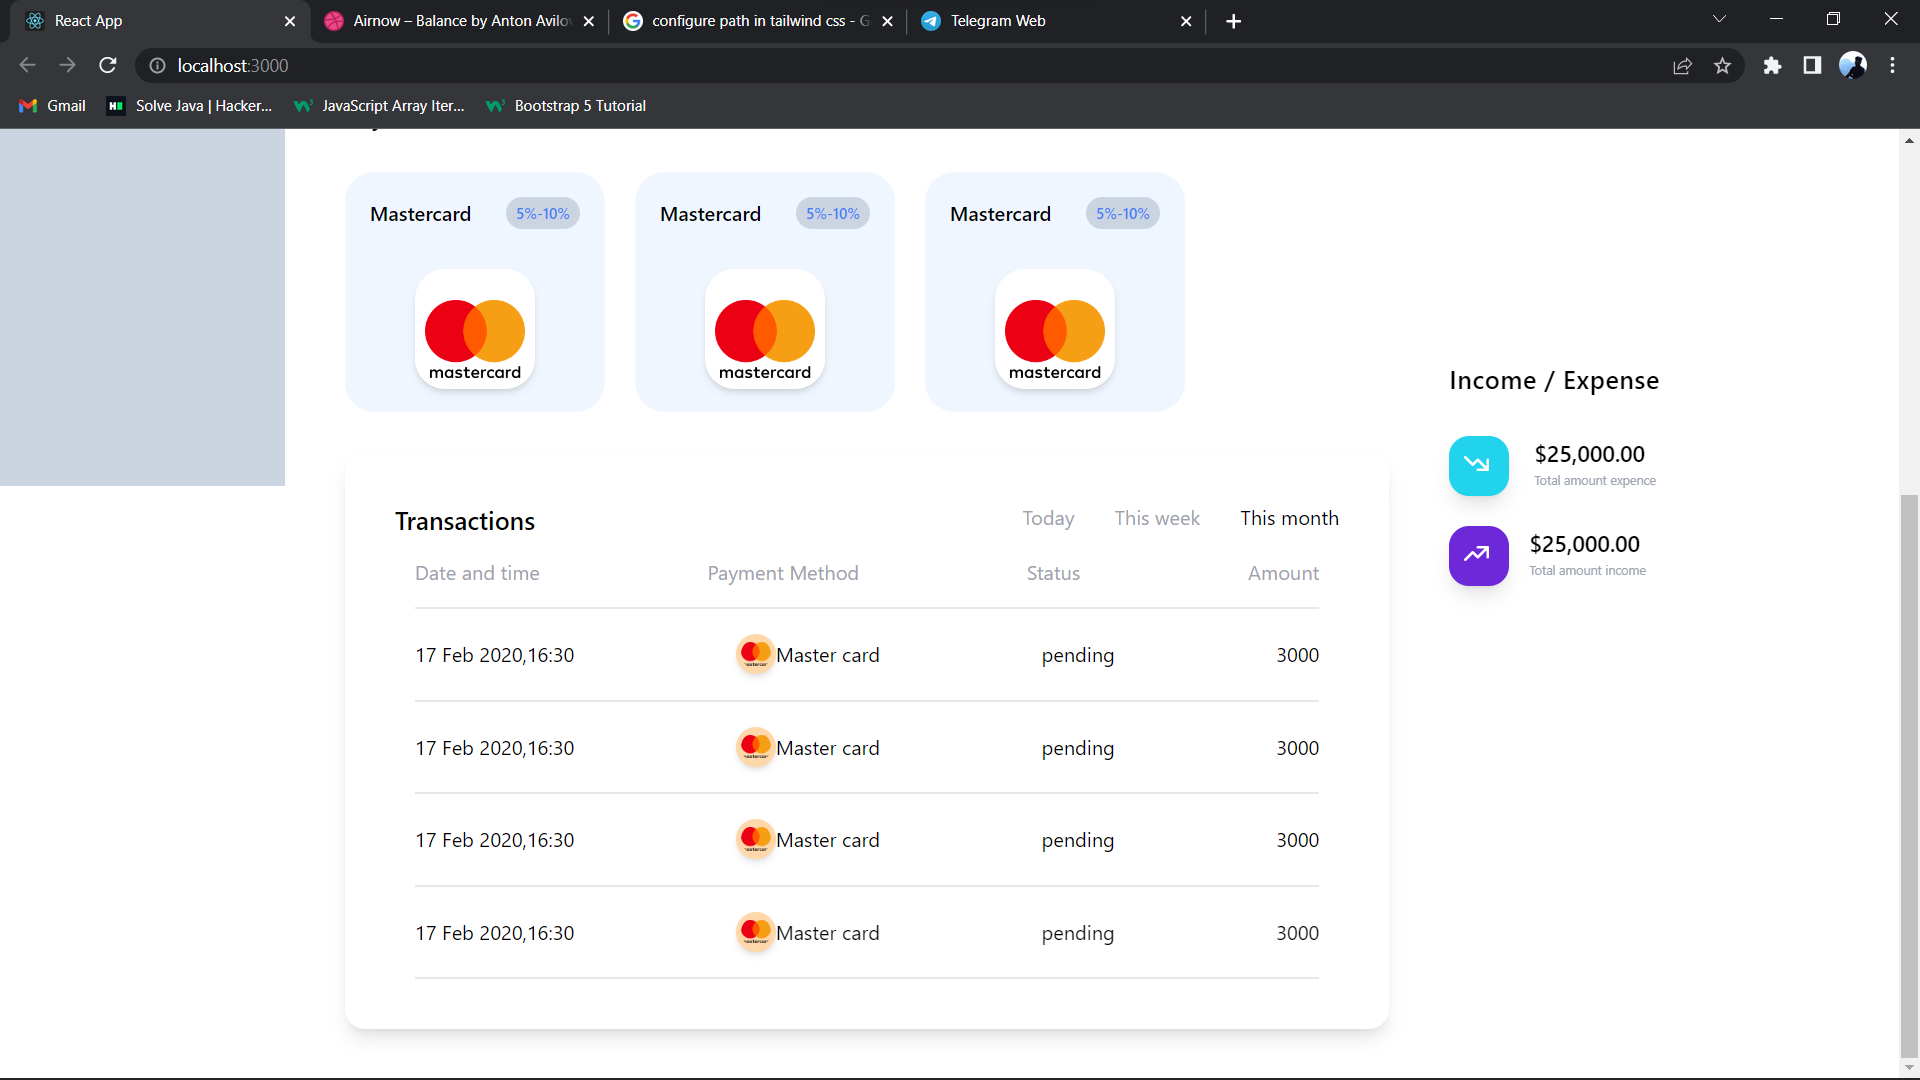 React App
Airnow – Balance by Anton Avilov
configure path in tailwind css - G
Telegram Web
localhost:3000
Gmail
Solve Java | Hacker...
JavaScript Array Iter...
Bootstrap 5 Tutorial
Mastercard 5%-10%
mastercard
Mastercard 5%-10%
mastercard
Mastercard 5%-10%
mastercard
Income / Expense
$25,000.00
Total amount expence
$25,000.00
Total amount income
Transactions
Today This week This month
Date and time Payment Method Status Amount
17 Feb 2020,16:30 Master card pending 3000
17 Feb 2020,16:30 Master card pending 3000
17 Feb 2020,16:30 Master card pending 3000
17 Feb 2020,16:30 Master card pending 3000